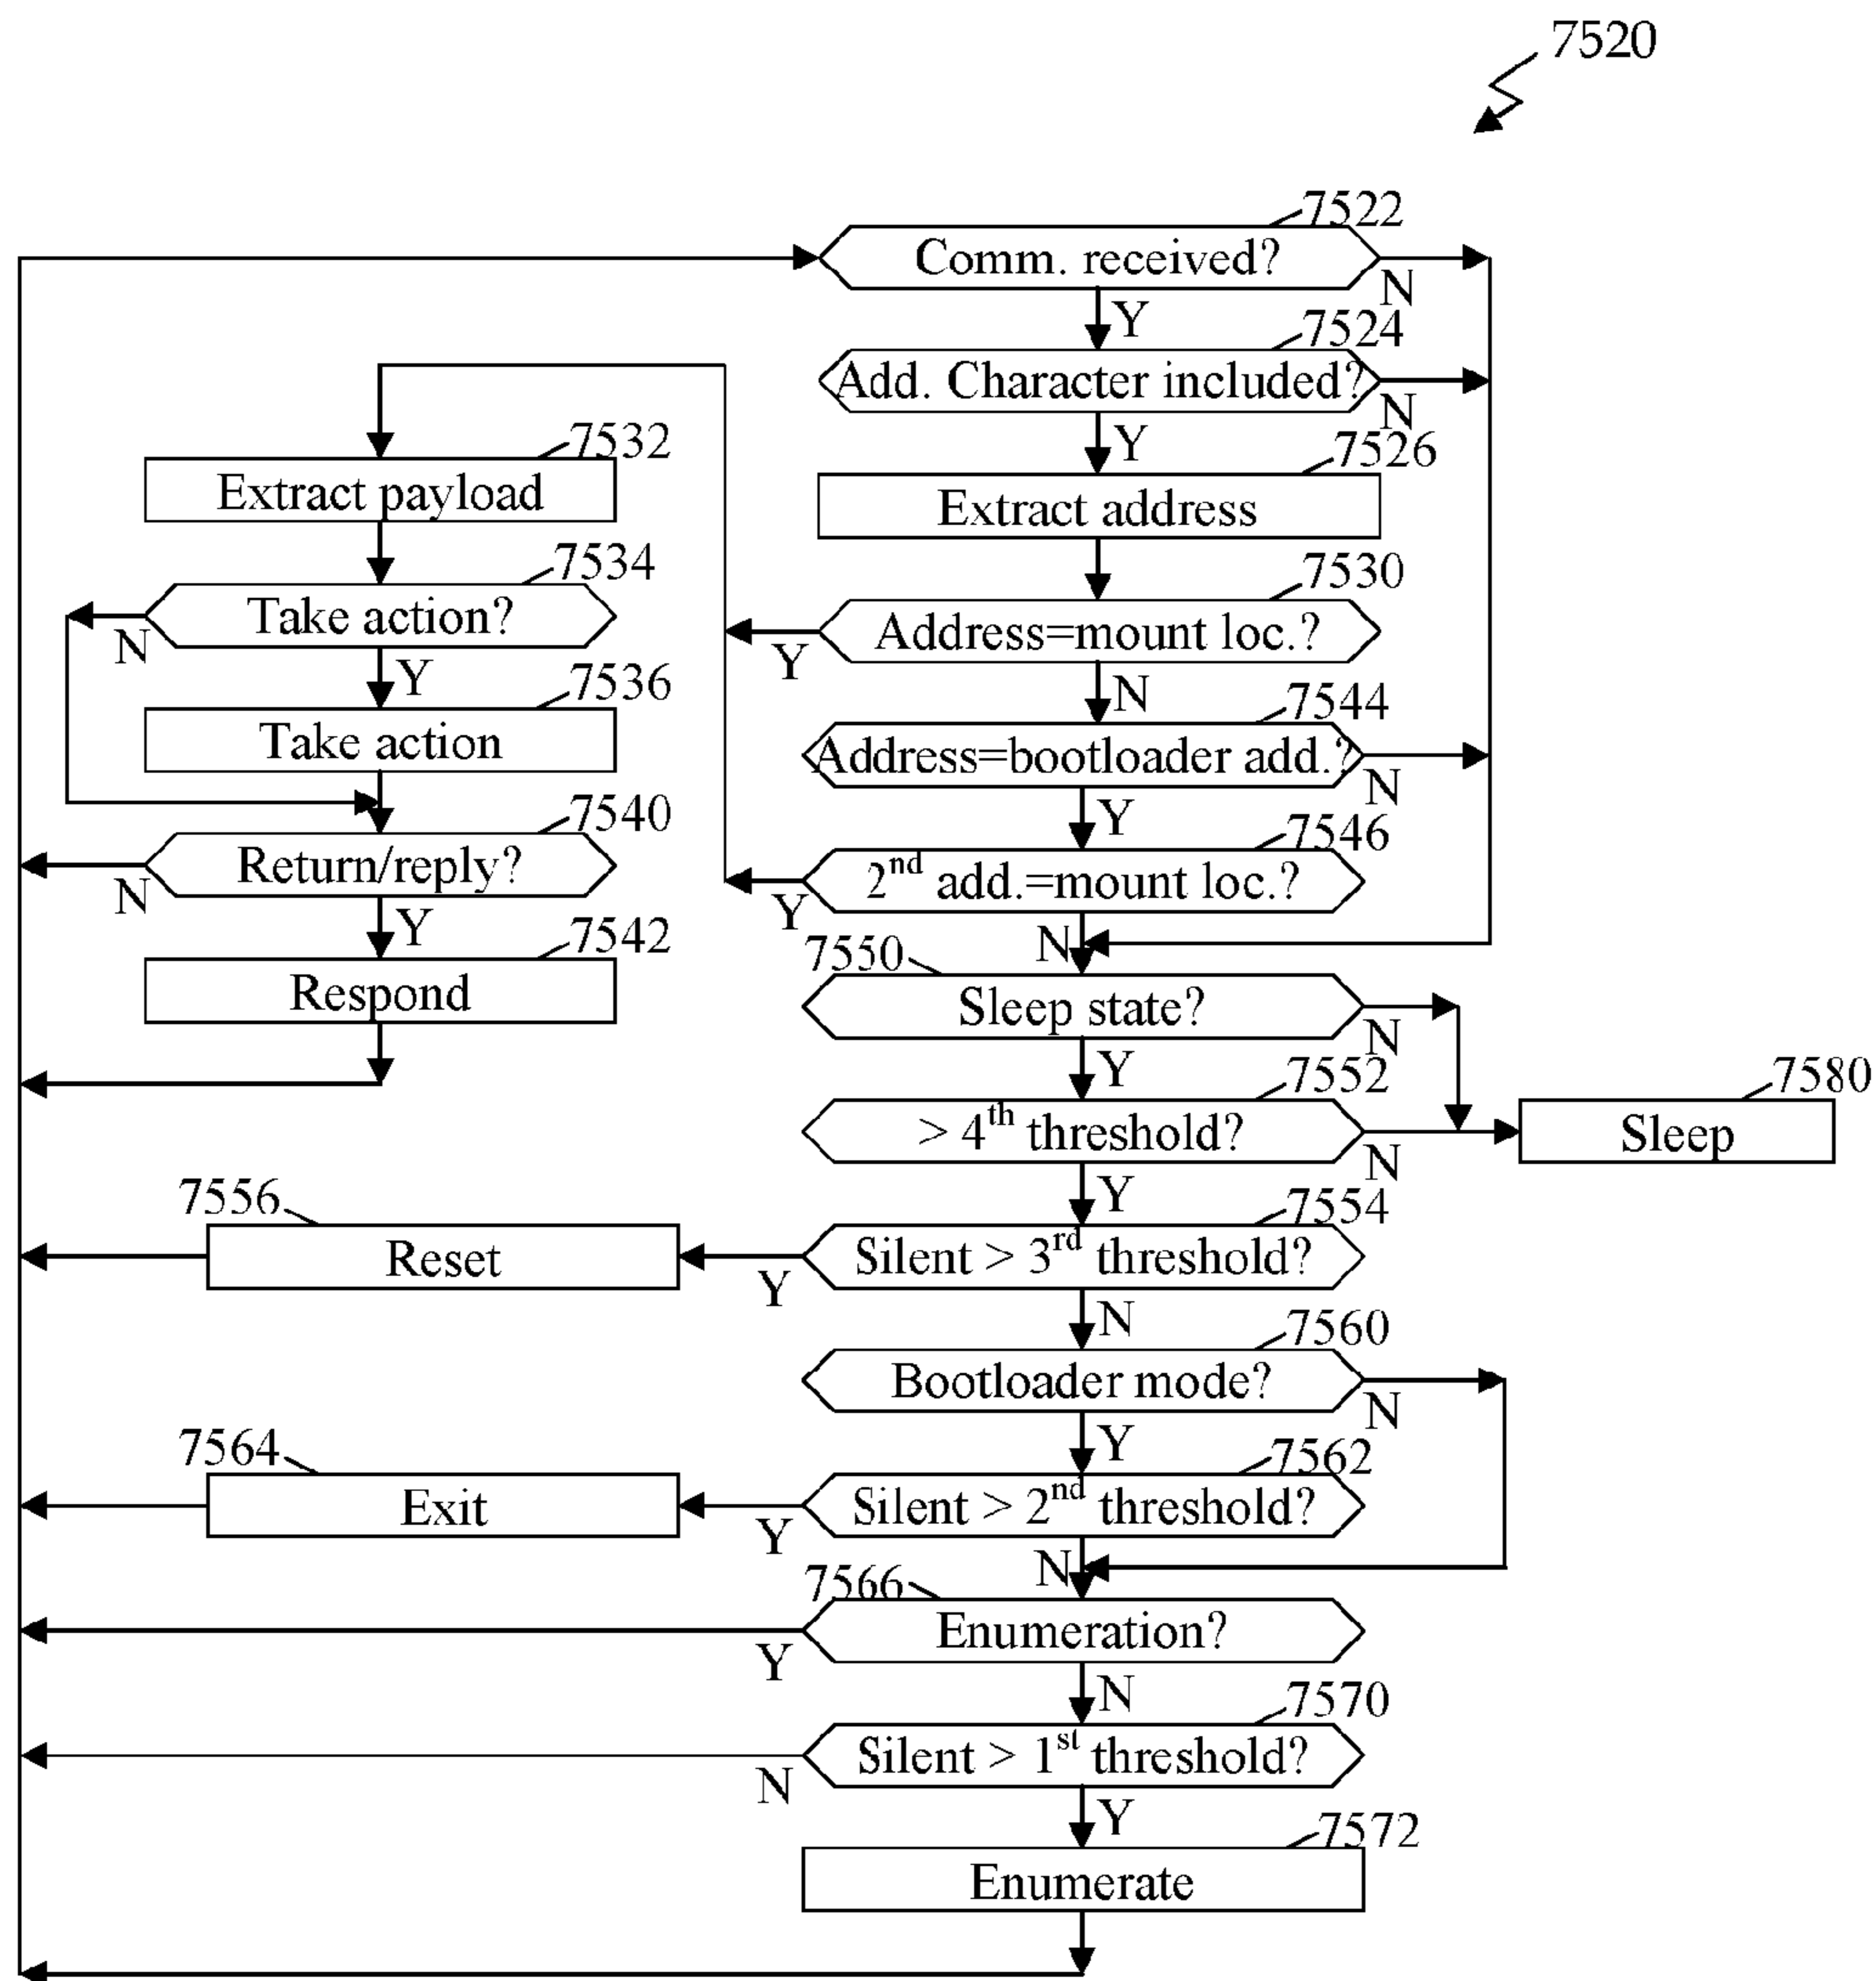 7520
7522
Comm. received?
N
Y
7524
Add. Character included?
N
Y
7526
Extract address
7530
Address=mount loc.?
Y
N
7544
Address=bootloader add.?
N
Y
7546
2nd add.=mount loc.?
Y
N
7532
Extract payload
7534
Take action?
N
Y
7536
Take action
7540
Return/reply?
N
Y
7542
Respond
7550
Sleep state?
N
Y
7552
> 4th threshold?
N
Y
7580
Sleep
7554
Silent > 3rd threshold?
Y
N
7556
Reset
7560
Bootloader mode?
N
Y
7562
Silent > 2nd threshold?
Y
N
7564
Exit
7566
Enumeration?
Y
N
7570
Silent > 1st threshold?
N
Y
7572
Enumerate